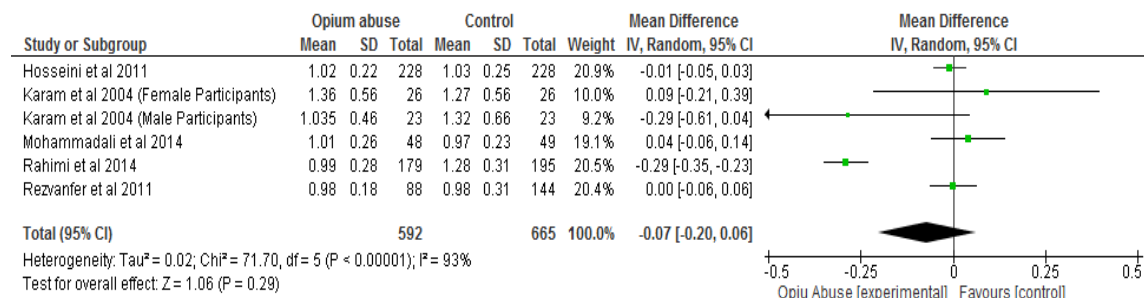 Opium abuse Control Mean Difference Mean Difference
Study or Subgroup Mean SD Total Mean SD Total Weight IV, Random, 95% CI IV, Random, 95% CI
Hosseini et al 2011 1.02 0.22 228 1.03 0.25 228 20.9% -0.01 [-0.05, 0.03]
Karam et al 2004 (Female Participants) 1.36 0.56 26 1.27 0.56 26 10.0% 0.09 [-0.21, 0.39]
Karam et al 2004 (Male Participants) 1.035 0.46 23 1.32 0.66 23 9.2% -0.29 [-0.61, 0.04]
Mohammadali et al 2014 1.01 0.26 48 0.97 0.23 49 19.1% 0.04 [-0.06, 0.14]
Rahimi et al 2014 0.99 0.28 179 1.28 0.31 195 20.5% -0.29 [-0.35, -0.23]
Rezvanfer et al 2011 0.98 0.18 88 0.98 0.31 144 20.4% 0.00 [-0.06, 0.06]
Total (95% CI) 592 665 100.0% -0.07 [-0.20, 0.06]
Heterogeneity: Tau² = 0.02; Chi² = 71.70, df = 5 (P < 0.00001); I² = 93%
Test for overall effect: Z = 1.06 (P = 0.29)
-0.5 -0.25 0 0.25 0.5
Opiu Abuse [experimental] Favours [control]